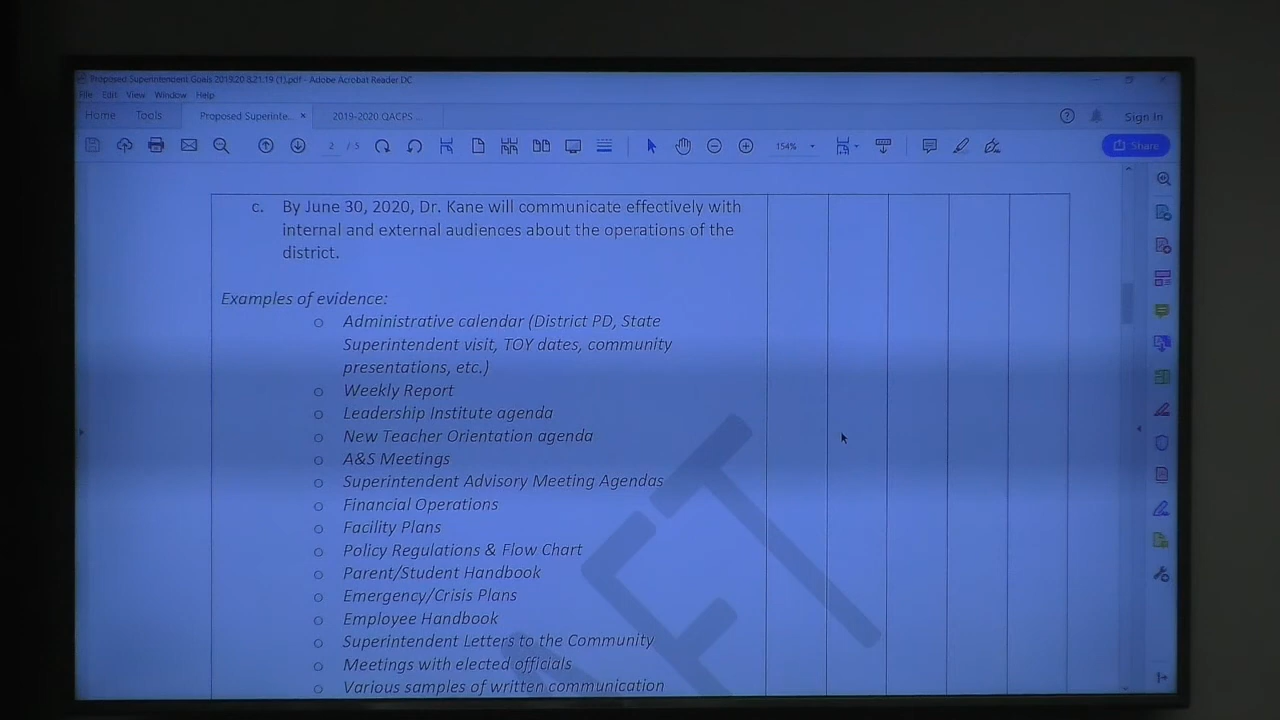 Proposed Superintendent Goals 2019.20 8.21.19 (1).pdf - Adobe Acrobat Reader DC
File Edit View Window Help
Home Tools Proposed Superinte... × 2019-2020 QACPS ... Sign In
2 / 5 154% Share
c. By June 30, 2020, Dr. Kane will communicate effectively with
internal and external audiences about the operations of the
district.
Examples of evidence:
o Administrative calendar (District PD, State
Superintendent visit, TOY dates, community
presentations, etc.)
o Weekly Report
o Leadership Institute agenda
o New Teacher Orientation agenda
o A&S Meetings
o Superintendent Advisory Meeting Agendas
o Financial Operations
o Facility Plans
o Policy Regulations & Flow Chart
o Parent/Student Handbook
o Emergency/Crisis Plans
o Employee Handbook
o Superintendent Letters to the Community
o Meetings with elected officials
o Various samples of written communication
AFT